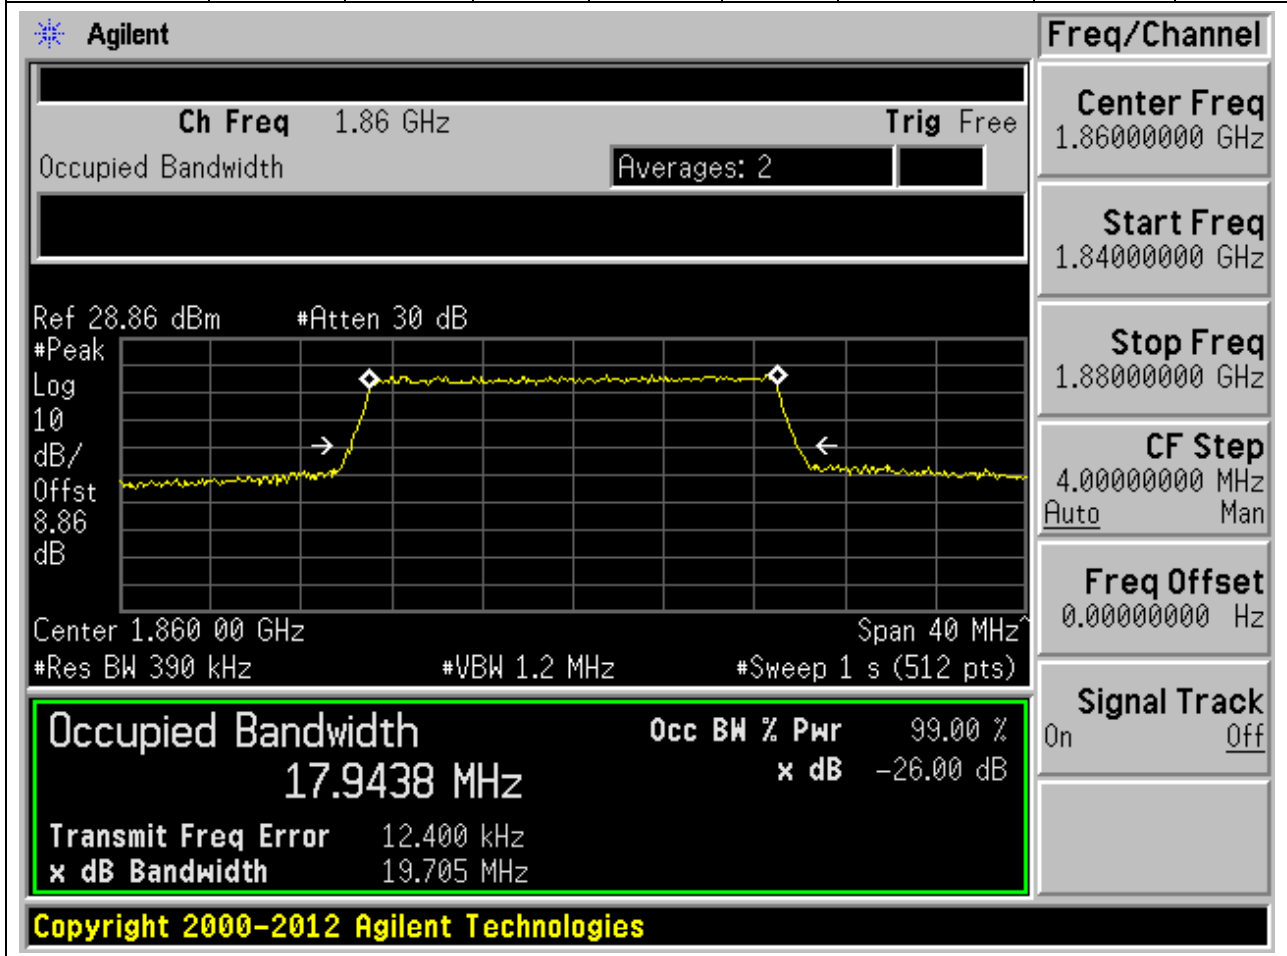 Agilent
Freq/Channel
Ch Freq 1.86 GHz Trig Free
Occupied Bandwidth Averages: 2
Center Freq
1.86000000 GHz
Start Freq
1.84000000 GHz
Stop Freq
1.88000000 GHz
CF Step
4.00000000 MHz
Auto Man
Freq Offset
0.00000000 Hz
Signal Track
On Off
Ref 28.86 dBm #Atten 30 dB
#Peak
Log
10
dB/
Offst
8.86
dB
Center 1.860 00 GHz Span 40 MHz^
#Res BW 390 kHz #VBW 1.2 MHz #Sweep 1 s (512 pts)
Occupied Bandwidth Occ BW % Pwr 99.00 %
17.9438 MHz x dB -26.00 dB
Transmit Freq Error 12.400 kHz
x dB Bandwidth 19.705 MHz
Copyright 2000-2012 Agilent Technologies